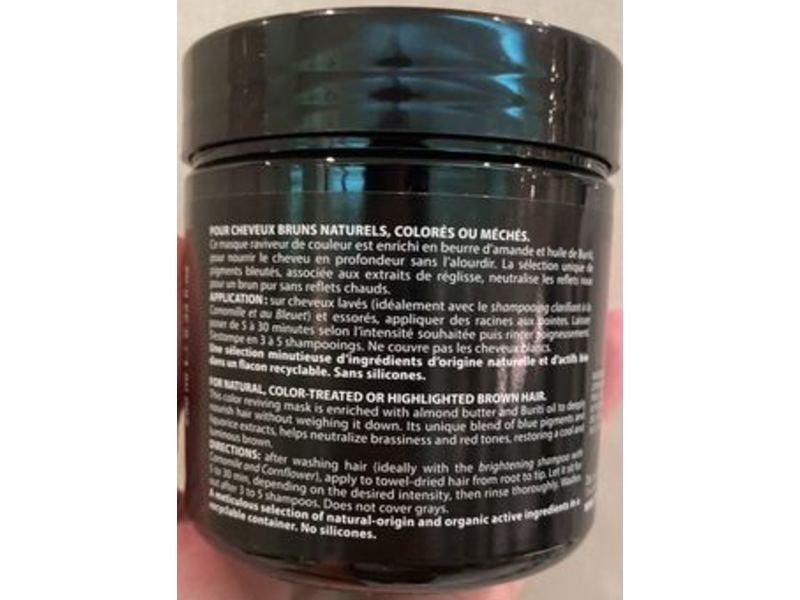 POUR CHEVEUX BRUNS NATURELS, COLORÉS OU MÉCHÉS.
Ce masque raviveur de couleur est enrichi en beurre d'amande et huile de Buriti,
pour nourrir le cheveu en profondeur sans l'alourdir. La sélection unique de
pigments bleutés, associée aux extraits de réglisse, neutralise les reflets
pour un brun pur sans reflets chauds.
APPLICATION : sur cheveux lavés (idéalement avec le shampooing clarifiant à la
Camomille et au Bleuet) et essorés, appliquer des racines aux pointes. Laisser
poser de 5 à 30 minutes selon l'intensité souhaitée puis rincer soigneusement.
S'estompe en 3 à 5 shampooings. Ne couvre pas les cheveux blancs.
Une sélection minutieuse d'ingrédients d'origine naturelle et d'actifs bio
dans un flacon recyclable. Sans silicones.
FOR NATURAL, COLOR-TREATED OR HIGHLIGHTED BROWN HAIR.
This color reviving mask is enriched with almond butter and Buriti oil to deeply
nourish hair without weighing it down. Its unique blend of blue pigments and
liquorice extracts, helps neutralize brassiness and red tones, restoring a cool and
luminous brown.
DIRECTIONS: after washing hair (ideally with the brightening shampoo with
Camomile and Cornflower), apply to towel-dried hair from root to tip. Let it sit for
5 to 30 min, depending on the desired intensity, then rinse thoroughly. Washes
out after 3 to 5 shampoos. Does not cover grays.
A meticulous selection of natural-origin and organic active ingredients in a
recyclable container. No silicones.